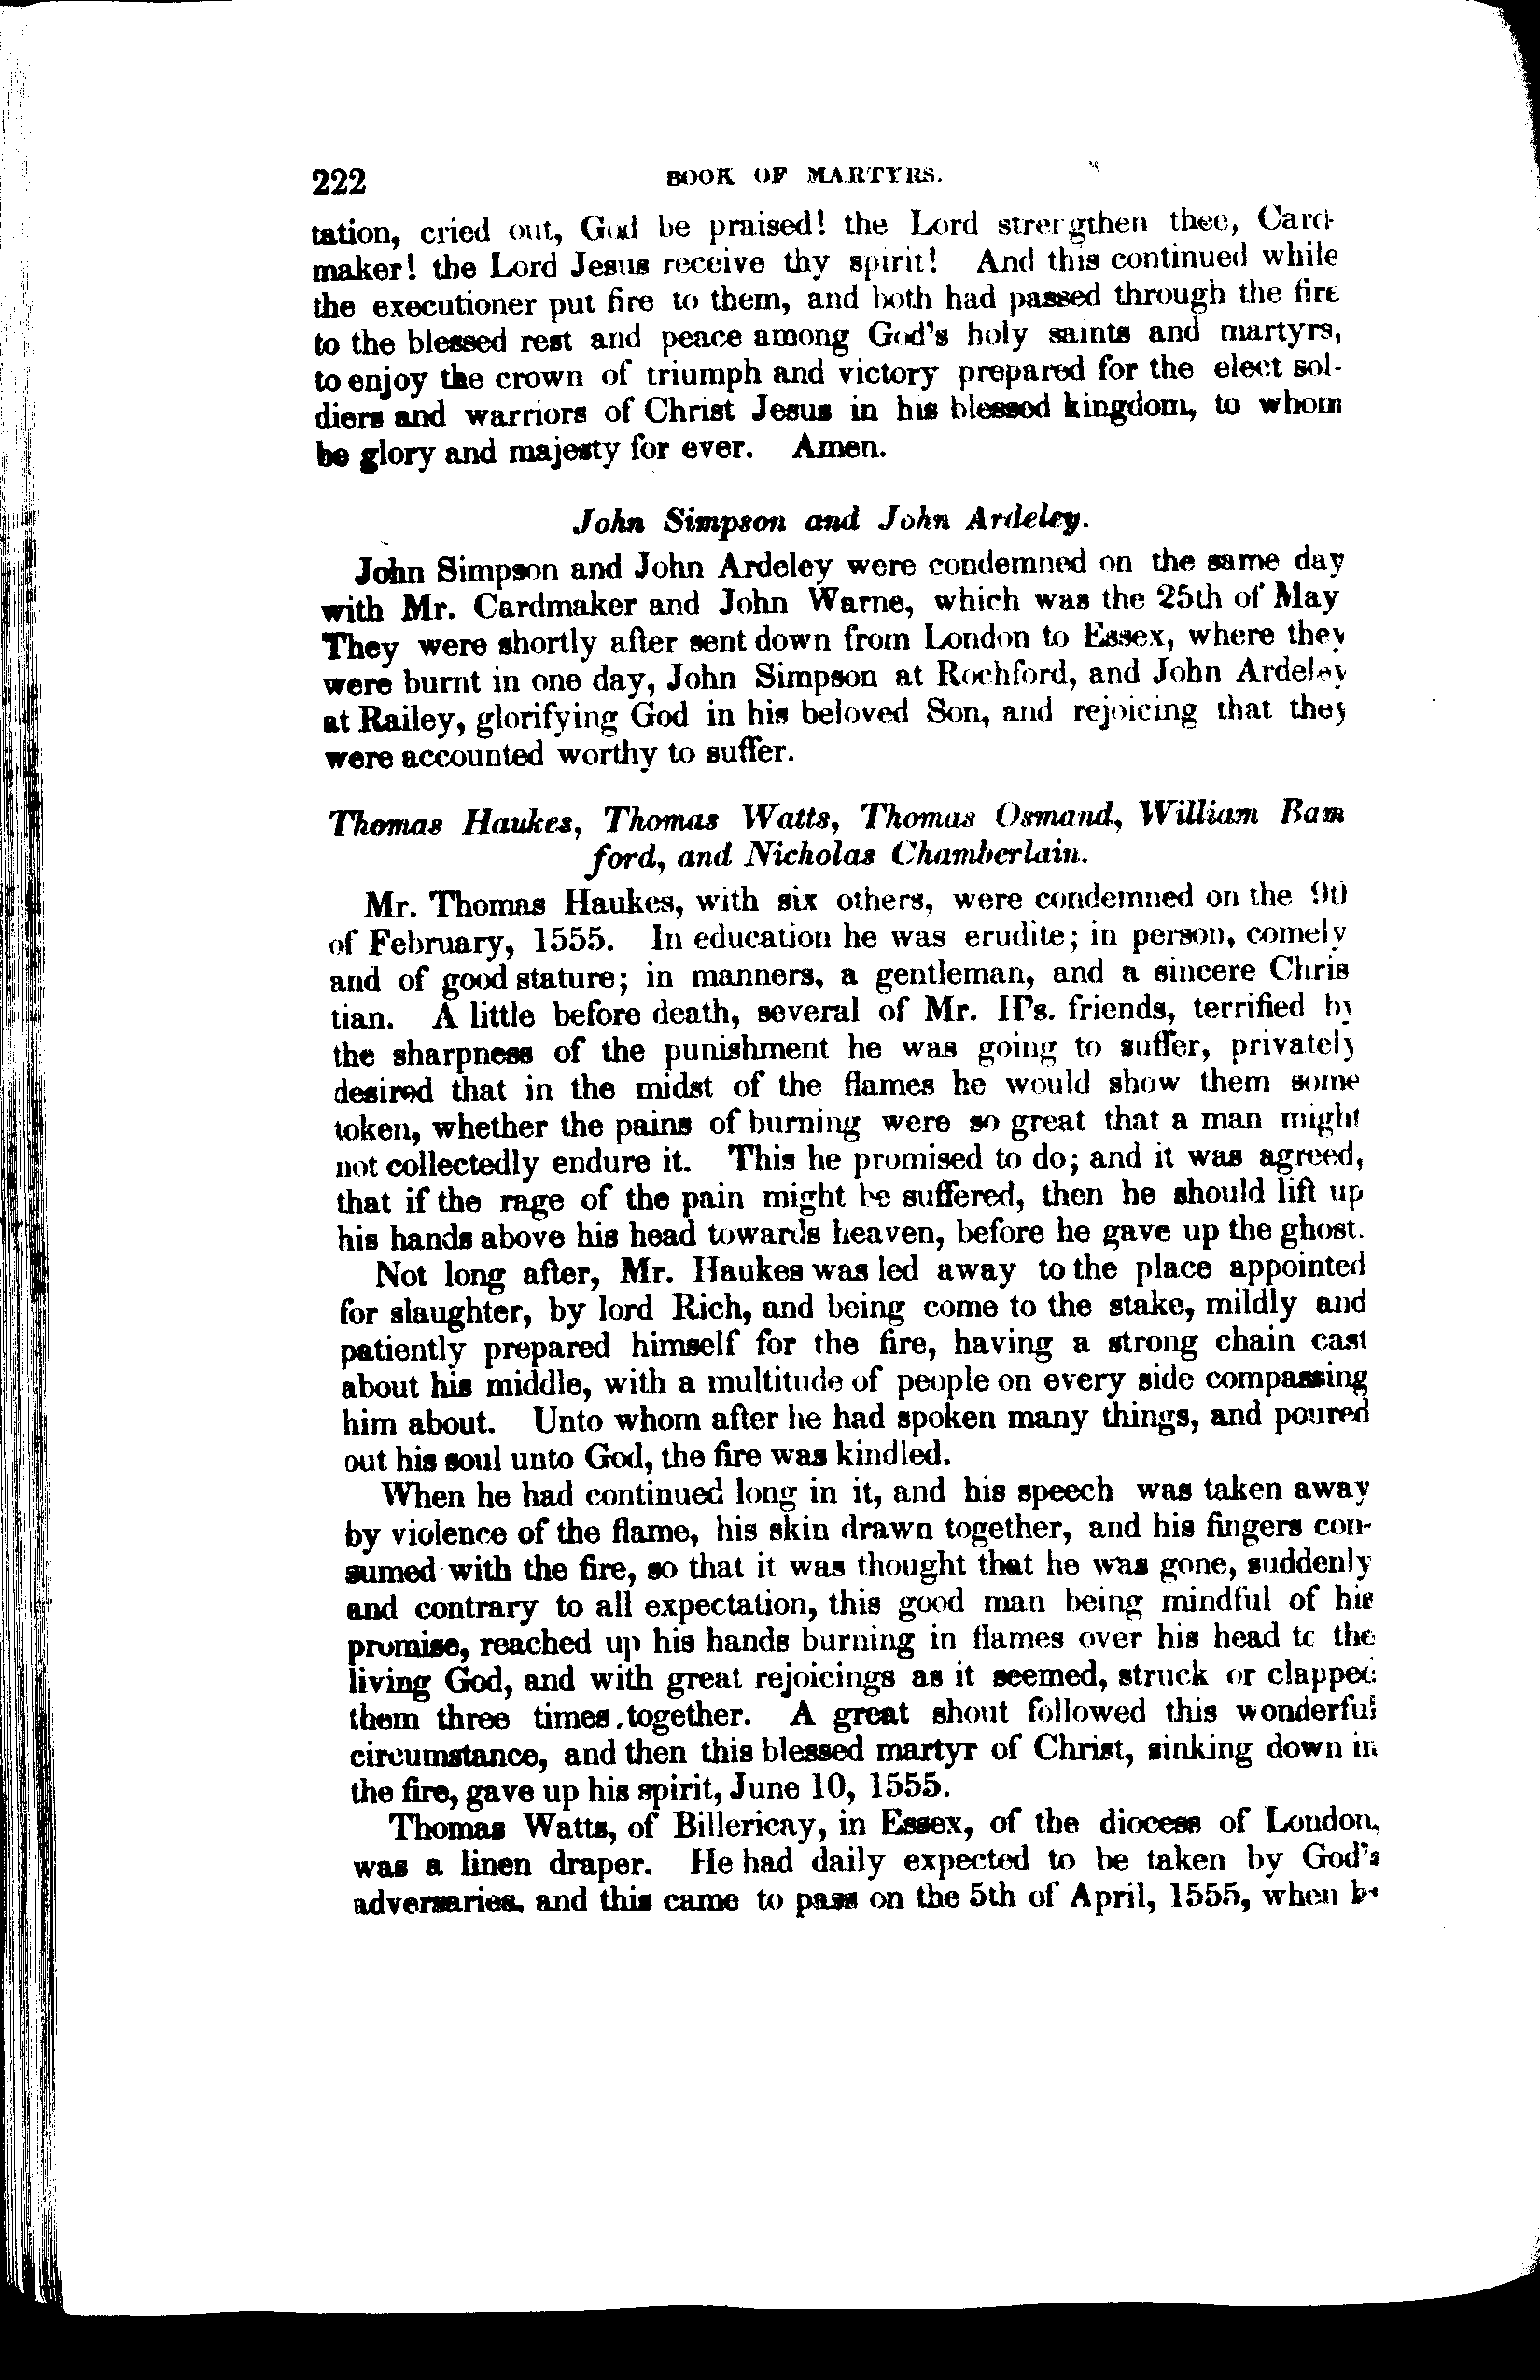 222 BOOK OF MARTYRS.
tation, cried out, God be praised! the Lord strergthen thee, Card-
maker! the Lord Jesus receive thy spirit! And this continued while
the executioner put fire to them, and both had passed through the fire
to the blessed rest and peace among God's holy saints and martyrs,
to enjoy the crown of triumph and victory prepared for the elect sol-
diers and warriors of Christ Jesus in his blessed kingdom, to whom
be glory and majesty for ever. Amen.
John Simpson and John Ardeley.
John Simpson and John Ardeley were condemned on the same day
with Mr. Cardmaker and John Warne, which was the 25th of May
They were shortly after sent down from London to Essex, where they
were burnt in one day, John Simpson at Rochford, and John Ardeley
at Railey, glorifying God in his beloved Son, and rejoicing that they
were accounted worthy to suffer.
Thomas Haukes, Thomas Watts, Thomas Osmand, William Bam
ford, and Nicholas Chamberlain.
Mr. Thomas Haukes, with six others, were condemned on the
of February, 1555. In education he was erudite; in person, comely
and of good stature; in manners, a gentleman, and a sincere Chris
tian. A little before death, several of Mr. H's. friends, terrified by
the sharpness of the punishment he was going to suffer, privately
desired that in the midst of the flames he would show them some
token, whether the pains of burning were so great that a man might
not collectedly endure it. This he promised to do; and it was agreed,
that if the rage of the pain might be suffered, then he should lift up
his hands above his head towards heaven, before he gave up the ghost.
Not long after, Mr. Haukes was led away to the place appointed
for slaughter, by lord Rich, and being come to the stake, mildly and
patiently prepared himself for the fire, having a strong chain cast
about his middle, with a multitude of people on every side compassing
him about. Unto whom after he had spoken many things, and poured
out his soul unto God, the fire was kindled.
When he had continued long in it, and his speech was taken away
by violence of the flame, his skin drawn together, and his fingers con-
sumed with the fire, so that it was thought that he was gone, suddenly
and contrary to all expectation, this good man being mindful of his
promise, reached up his hands burning in flames over his head to the
living God, and with great rejoicings as it seemed, struck or clapped
them three times together. A great shout followed this wonderful
circumstance, and then this blessed martyr of Christ, sinking down in
the fire, gave up his spirit, June 10, 1555.
Thomas Watts, of Billericay, in Essex, of the diocess of London,
was a linen draper. He had daily expected to be taken by God's
adversaries, and this came to pass on the 5th of April, 1555, when